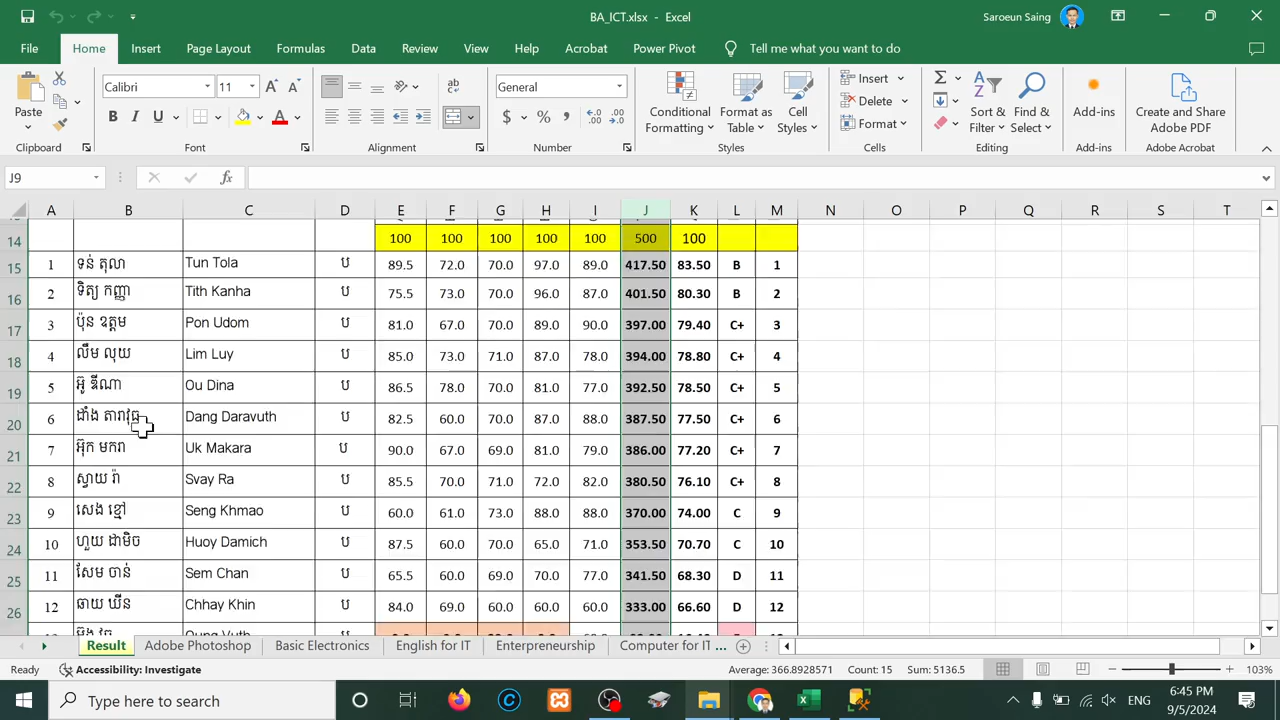 BA_ICT.xlsx - Excel
Saroeun Saing
File Home Insert Page Layout Formulas Data Review View Help Acrobat Power Pivot Tell me what you want to do
Paste
Clipboard
Calibri 11
B I U
Font
Alignment
General
$ % ,
Number
Conditional Formatting
Format as Table
Cell Styles
Styles
Insert
Delete
Format
Cells
Sort & Filter
Find & Select
Editing
Add-ins
Add-ins
Create and Share Adobe PDF
Adobe Acrobat
J9
fx
A B C D E F G H I J K L M N O P Q R S T
14 100 100 100 100 100 500 100
15 1 ទន់ តុលា Tun Tola ប 89.5 72.0 70.0 97.0 89.0 417.50 83.50 B 1
16 2 ទិត្យ កញ្ញា Tith Kanha ប 75.5 73.0 70.0 96.0 87.0 401.50 80.30 B 2
17 3 ប៉ុន ឧត្តម Pon Udom ប 81.0 67.0 70.0 89.0 90.0 397.00 79.40 C+ 3
18 4 លឹម លុយ Lim Luy ប 85.0 73.0 71.0 87.0 78.0 394.00 78.80 C+ 4
19 5 អ៊ូ ឌីណា Ou Dina ប 86.5 78.0 70.0 81.0 77.0 392.50 78.50 C+ 5
20 6 ដាំង តារាវុធ Dang Daravuth ប 82.5 60.0 70.0 87.0 88.0 387.50 77.50 C+ 6
21 7 អ៊ុក មករា Uk Makara ប 90.0 67.0 69.0 81.0 79.0 386.00 77.20 C+ 7
22 8 ស្វាយ រ៉ា Svay Ra ប 85.5 70.0 71.0 72.0 82.0 380.50 76.10 C+ 8
23 9 សេង ខ្មៅ Seng Khmao ប 60.0 61.0 73.0 88.0 88.0 370.00 74.00 C 9
24 10 ហួយ ដាមិច Huoy Damich ប 87.5 60.0 70.0 65.0 71.0 353.50 70.70 C 10
25 11 សែម ចាន់ Sem Chan ប 65.5 60.0 69.0 70.0 77.0 341.50 68.30 D 11
26 12 ឆាយ ឃីន Chhay Khin ប 84.0 69.0 60.0 60.0 60.0 333.00 66.60 D 12
Result Adobe Photoshop Basic Electronics English for IT Enterpreneurship Computer for IT ...
Ready Accessibility: Investigate Average: 366.8928571 Count: 15 Sum: 5136.5 103%
Type here to search
ENG
6:45 PM
9/5/2024